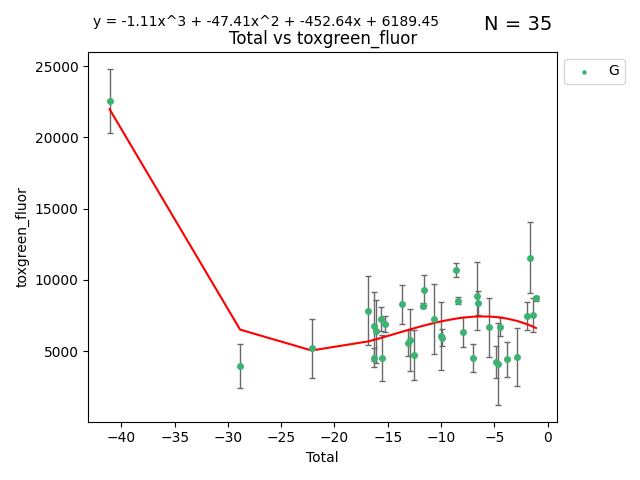 y = -1.11x^3 + -47.41x^2 + -452.64x + 6189.45
N = 35
Total vs toxgreen_fluor
G
25000
20000
15000
10000
5000
toxgreen_fluor
−40 −35 −30 −25 −20 −15 −10 −5 0
Total